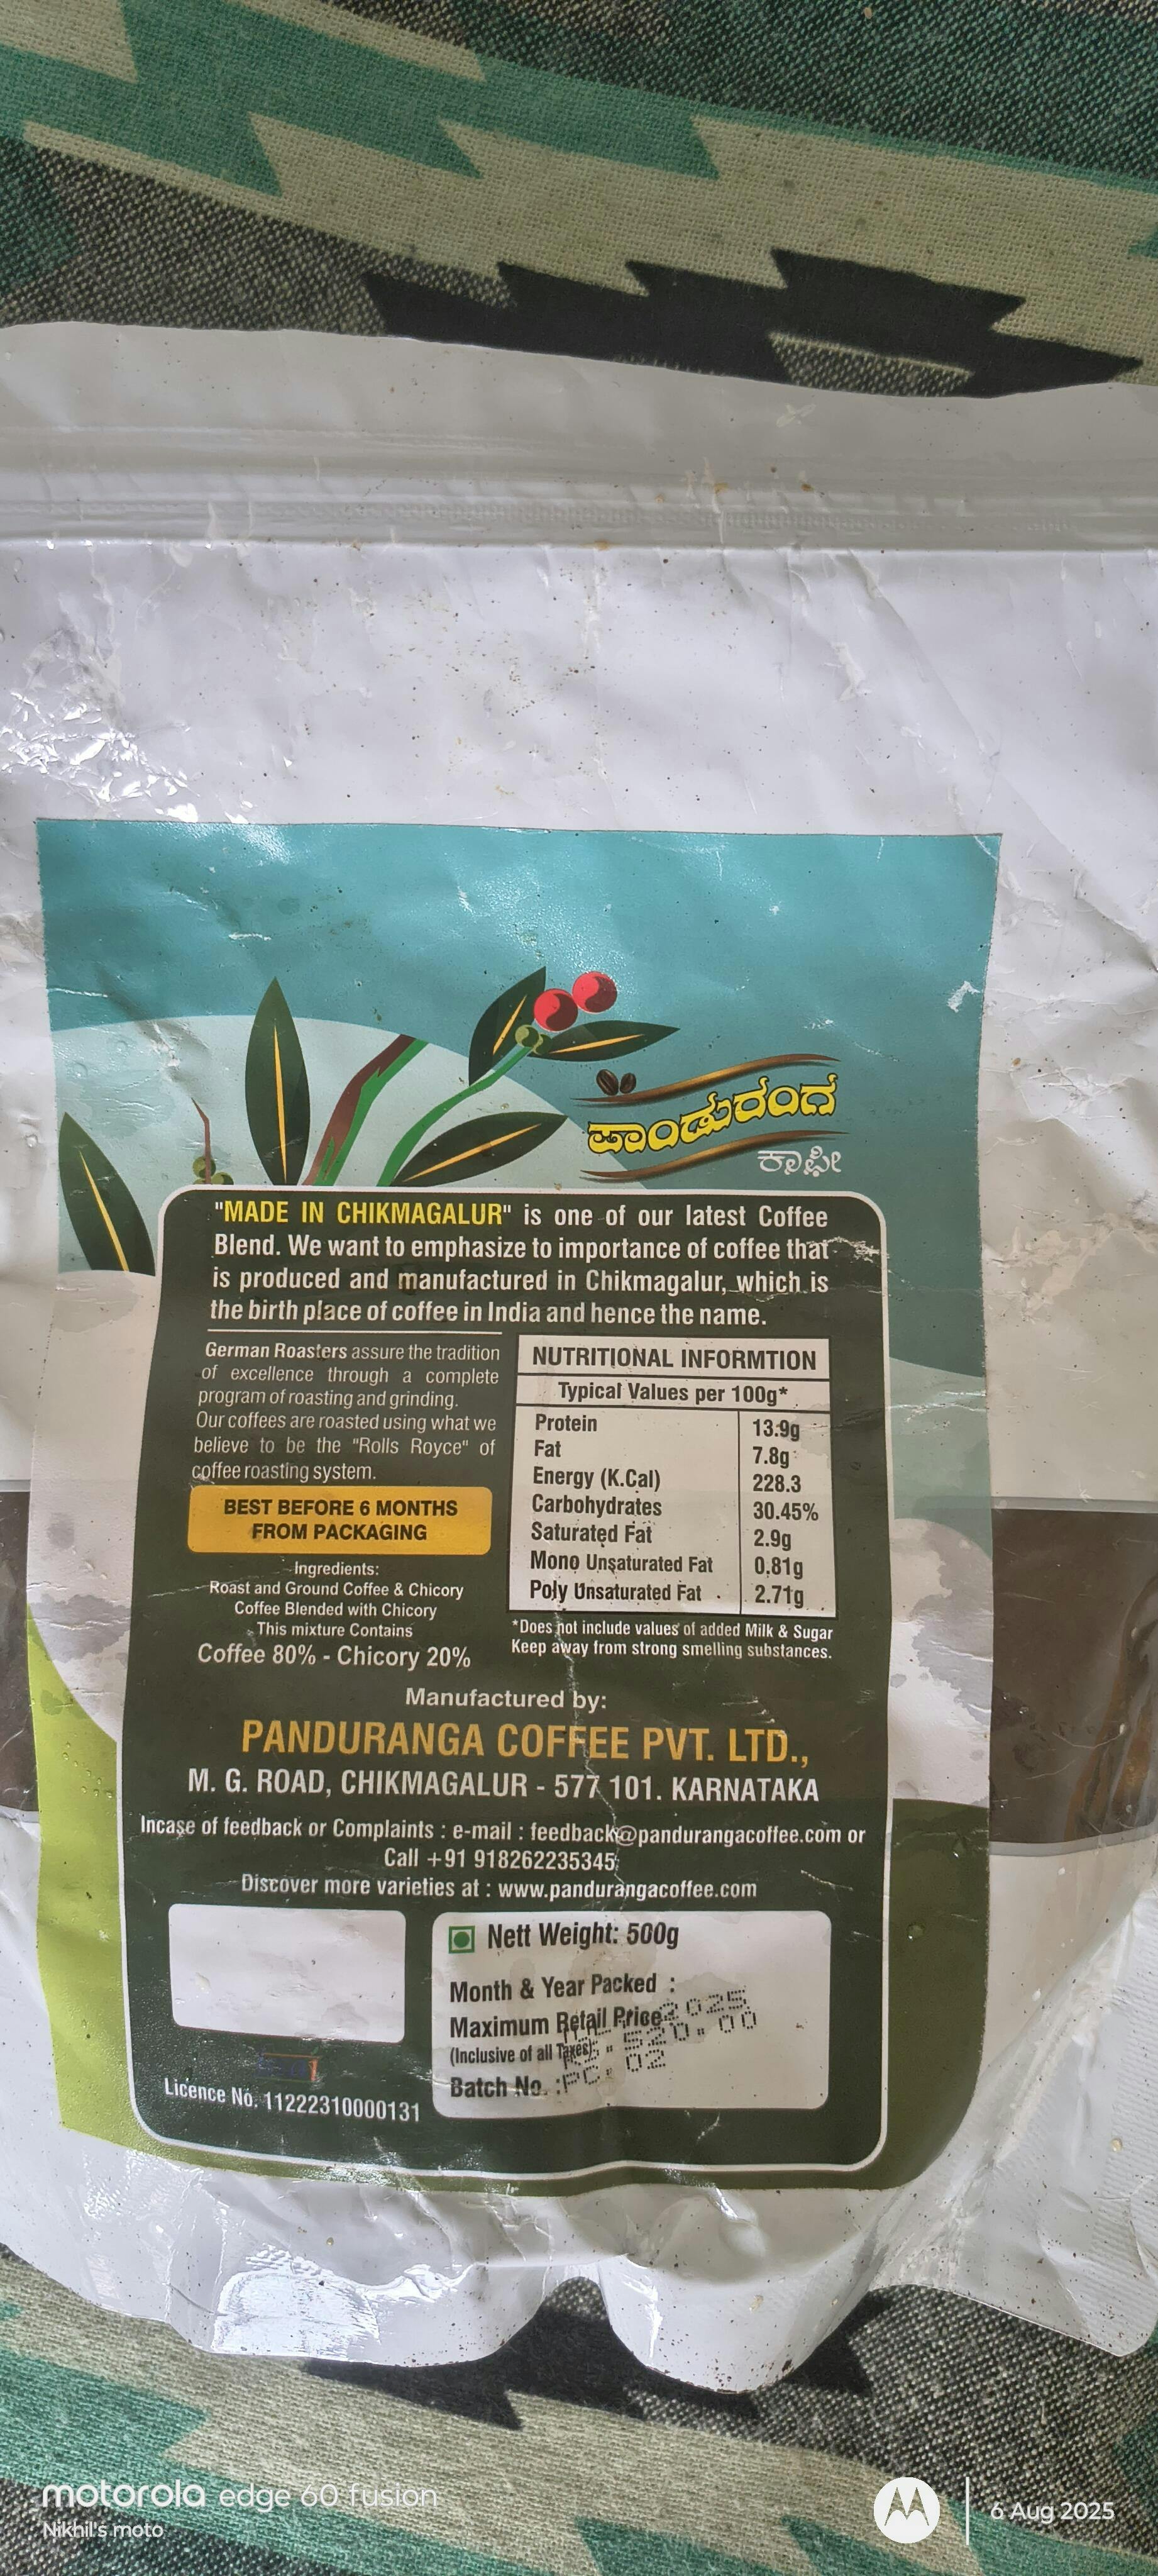 ಪಾಂಡುರಂಗ
ಕಾಫೀ
"MADE IN CHIKMAGALUR" is one of our latest Coffee
Blend. We want to emphasize to importance of coffee that
is produced and manufactured in Chikmagalur, which is
the birth place of coffee in India and hence the name.
German Roasters assure the tradition
of excellence through a complete
program of roasting and grinding.
Our coffees are roasted using what we
believe to be the "Rolls Royce" of
coffee roasting system.
BEST BEFORE 6 MONTHS
FROM PACKAGING
Ingredients:
Roast and Ground Coffee & Chicory
Coffee Blended with Chicory
This mixture Contains
Coffee 80% - Chicory 20%
NUTRITIONAL INFORMTION
Typical Values per 100g*
Protein 13.9g
Fat 7.8g
Energy (K.Cal) 228.3
Carbohydrates 30.45%
Saturated Fat 2.9g
Mono Unsaturated Fat 0.81g
Poly Unsaturated Fat 2.71g
*Does not include values of added Milk & Sugar
Keep away from strong smelling substances.
Manufactured by:
PANDURANGA COFFEE PVT. LTD.,
M. G. ROAD, CHIKMAGALUR - 577 101. KARNATAKA
Incase of feedback or Complaints : e-mail : feedback@pandurangacoffee.com or
Call +91 918262235345
Discover more varieties at : www.pandurangacoffee.com
Nett Weight: 500g
Month & Year Packed :
2025
Maximum Retail Price :
520.00
(Inclusive of all Taxes)
Batch No. : PC. 02
Licence No. 11222310000131
motorola edge 60 fusion
Nikhil's moto
6 Aug 2025